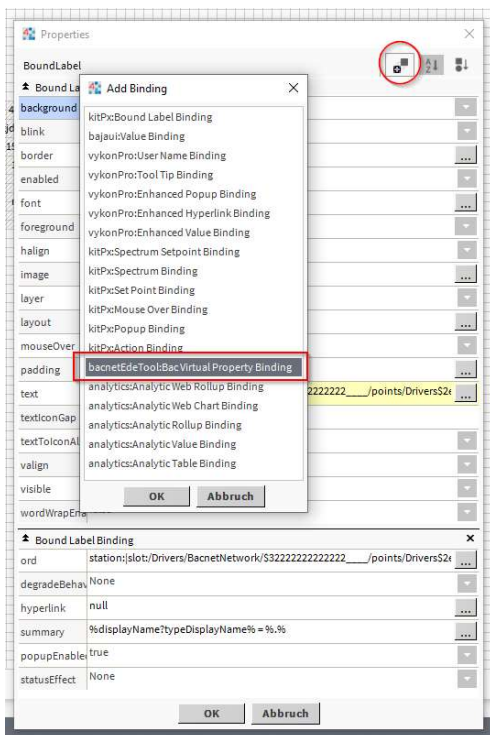 Properties
BoundLabel
Bound La
Add Binding
background
blink
border
enabled
font
foreground
halign
image
layer
layout
mouseOver
padding
text
textIconGap
textToIconAl
valign
visible
wordWrapEna
kitPx:Bound Label Binding
bajaui:Value Binding
vykonPro:User Name Binding
vykonPro:Tool Tip Binding
vykonPro:Enhanced Popup Binding
vykonPro:Enhanced Hyperlink Binding
vykonPro:Enhanced Value Binding
kitPx:Spectrum Setpoint Binding
kitPx:Spectrum Binding
kitPx:Set Point Binding
kitPx:Mouse Over Binding
kitPx:Popup Binding
kitPx:Action Binding
bacnetEdeTool:Bac Virtual Property Binding
analytics:Analytic Web Rollup Binding
analytics:Analytic Web Chart Binding
analytics:Analytic Rollup Binding
analytics:Analytic Value Binding
analytics:Analytic Table Binding
2222222____/points/Drivers$2e
OK Abbruch
Bound Label Binding
ord station:|slot:/Drivers/BacnetNetwork/$32222222222222____/points/Drivers$2e
degradeBehav None
hyperlink null
summary %displayName?typeDisplayName% = %.%
popupEnable true
statusEffect None
OK Abbruch